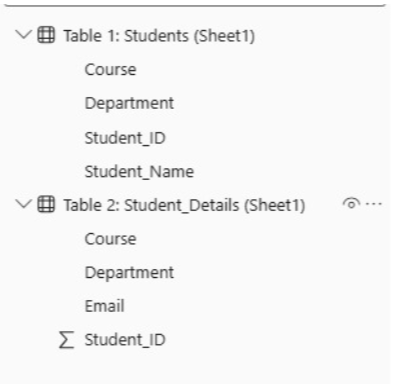 Table 1: Students (Sheet1)
Course
Department
Student_ID
Student_Name
Table 2: Student_Details (Sheet1)
Course
Department
Email
Student_ID